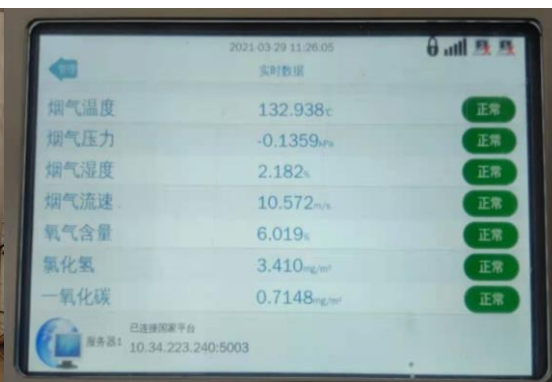 2021-03-29 11:26:05
实时数据
烟气温度 132.938℃ 正常
烟气压力 -0.1359kPa 正常
烟气湿度 2.182% 正常
烟气流速 10.572m/s 正常
氧气含量 6.019% 正常
氯化氢 3.410mg/m³ 正常
一氧化碳 0.7148mg/m³ 正常
已连接国家平台
服务器1 10.34.223.240:5003